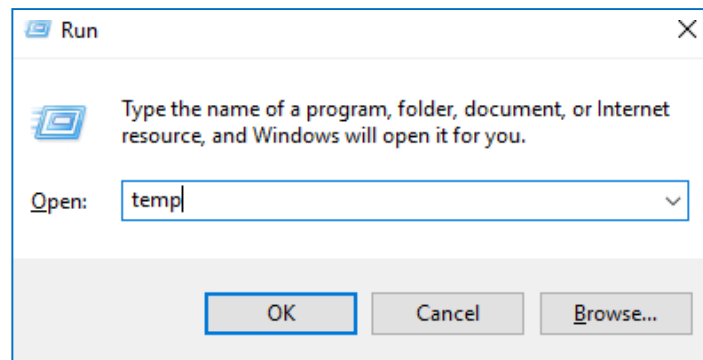 Run
Type the name of a program, folder, document, or Internet
resource, and Windows will open it for you.
Open: temp
OK Cancel Browse...